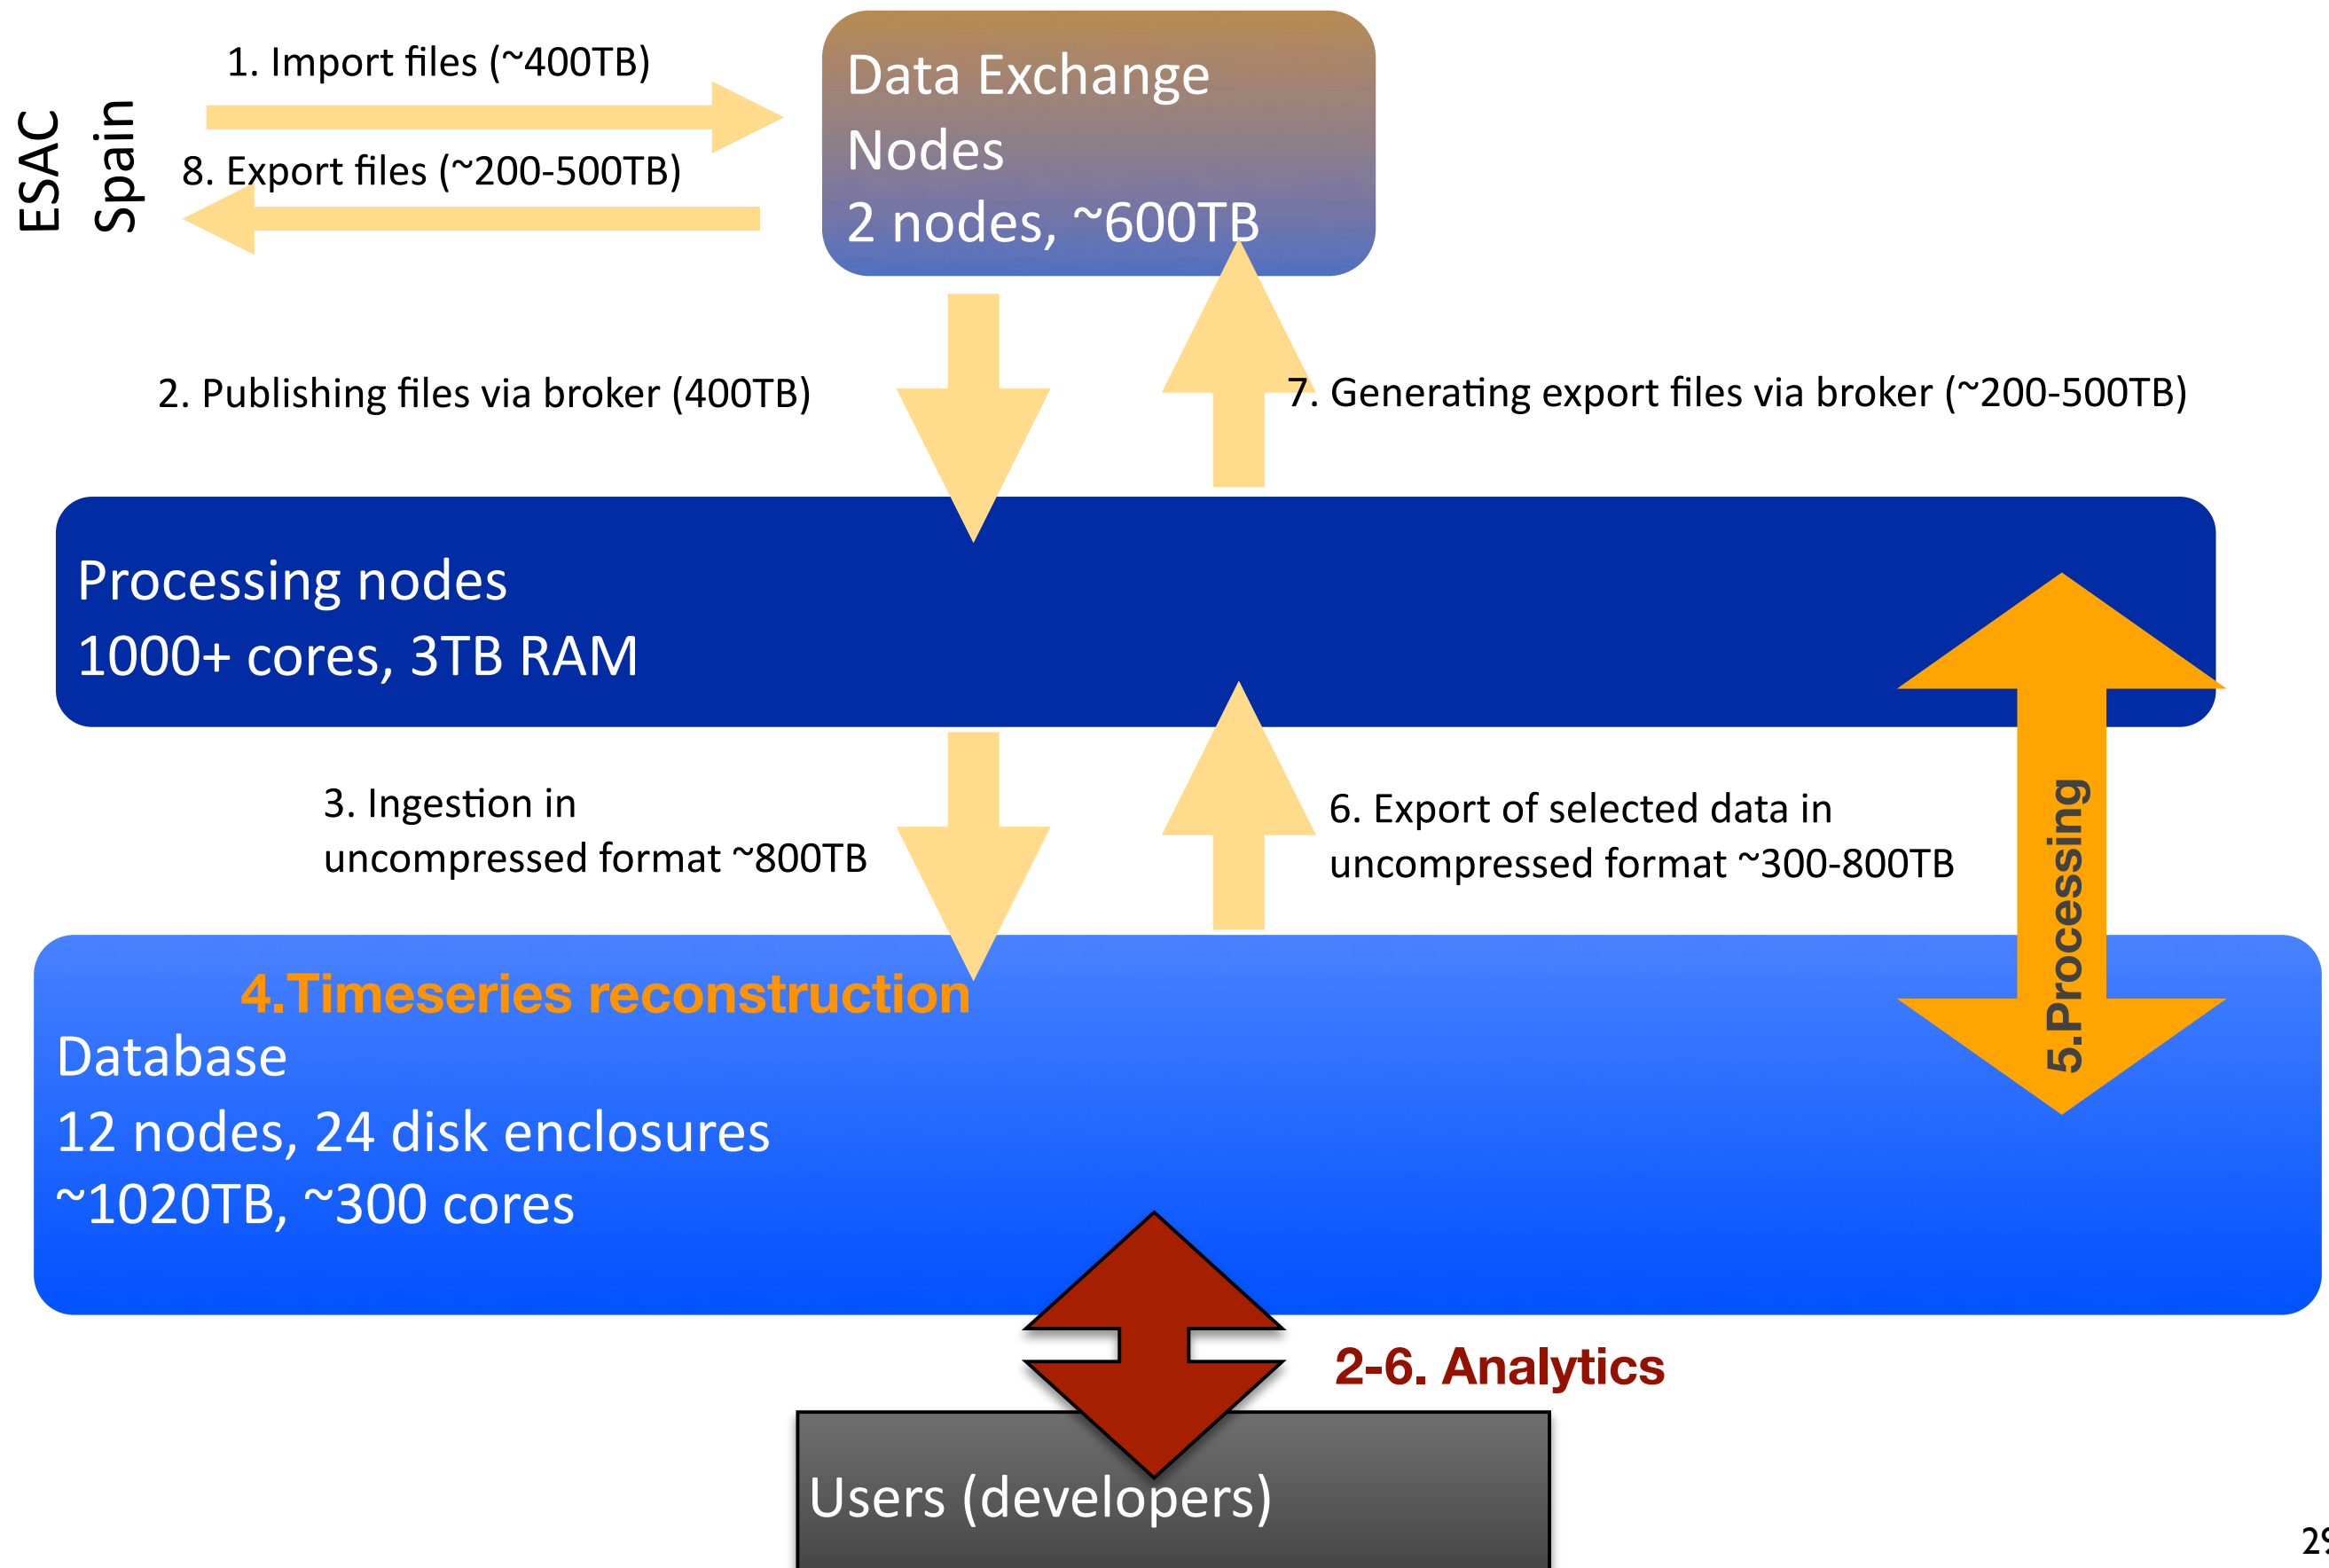 ESAC
Spain
1. Import files (~400TB)
8. Export files (~200-500TB)
Data Exchange
Nodes
2 nodes, ~600TB
2. Publishing files via broker (400TB)
7. Generating export files via broker (~200-500TB)
Processing nodes
1000+ cores, 3TB RAM
3. Ingestion in
uncompressed format ~800TB
6. Export of selected data in
uncompressed format ~300-800TB
5.Processing
4.Timeseries reconstruction
Database
12 nodes, 24 disk enclosures
~1020TB, ~300 cores
2-6. Analytics
Users (developers)
29